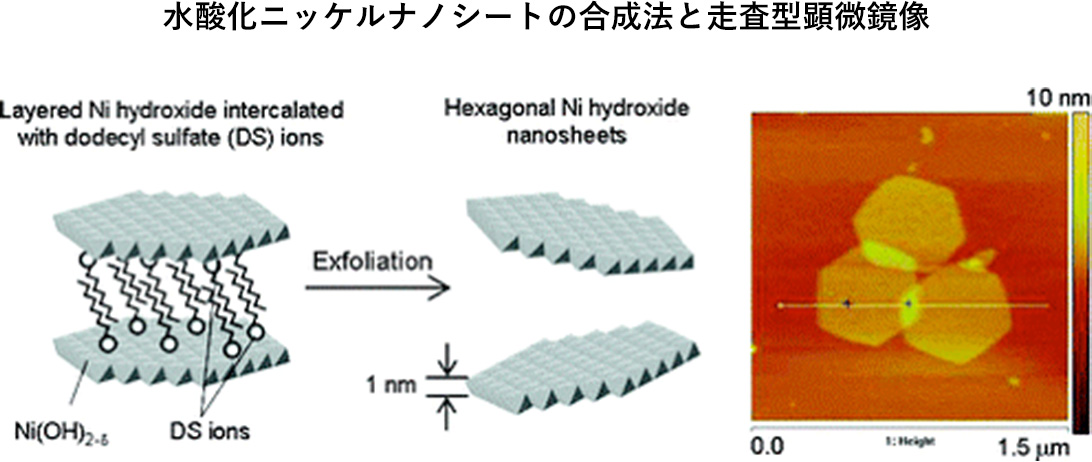 水酸化ニッケルナノシートの合成法と走査型顕微鏡像
Layered Ni hydroxide intercalated
with dodecyl sulfate (DS) ions
Hexagonal Ni hydroxide
nanosheets
10 nm
Exfoliation
1 nm
Ni(OH)2-δ
DS ions
0.0
1: Height
1.5 μm